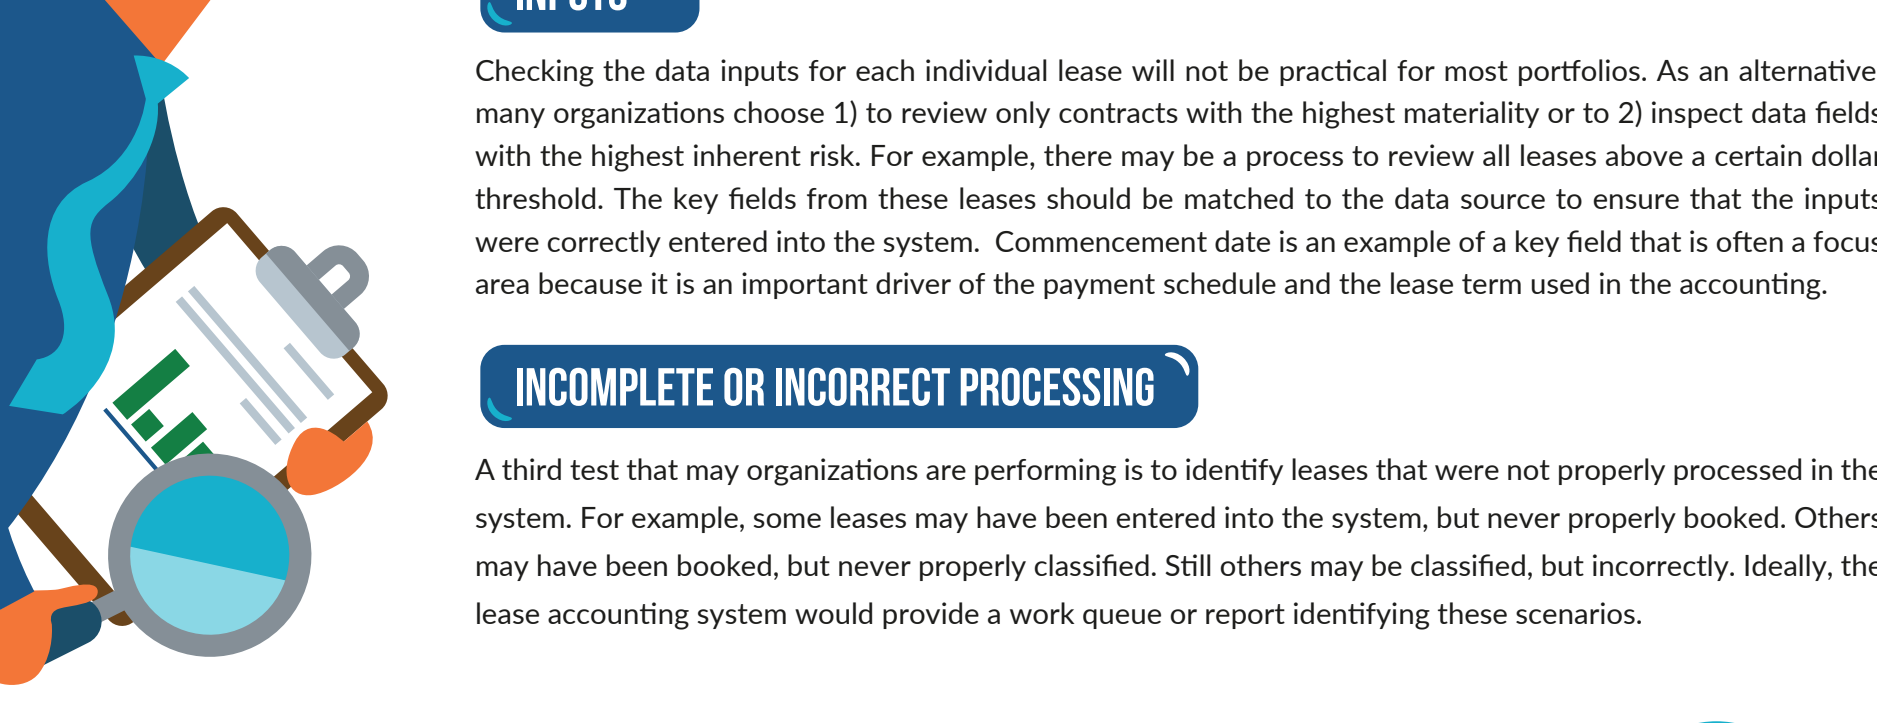 INPUTS
Checking the data inputs for each individual lease will not be practical for most portfolios. As an alternative
many organizations choose 1) to review only contracts with the highest materiality or to 2) inspect data fields
with the highest inherent risk. For example, there may be a process to review all leases above a certain dollar
threshold. The key fields from these leases should be matched to the data source to ensure that the inputs
were correctly entered into the system. Commencement date is an example of a key field that is often a focus
area because it is an important driver of the payment schedule and the lease term used in the accounting.
INCOMPLETE OR INCORRECT PROCESSING
A third test that may organizations are performing is to identify leases that were not properly processed in the
system. For example, some leases may have been entered into the system, but never properly booked. Others
may have been booked, but never properly classified. Still others may be classified, but incorrectly. Ideally, the
lease accounting system would provide a work queue or report identifying these scenarios.